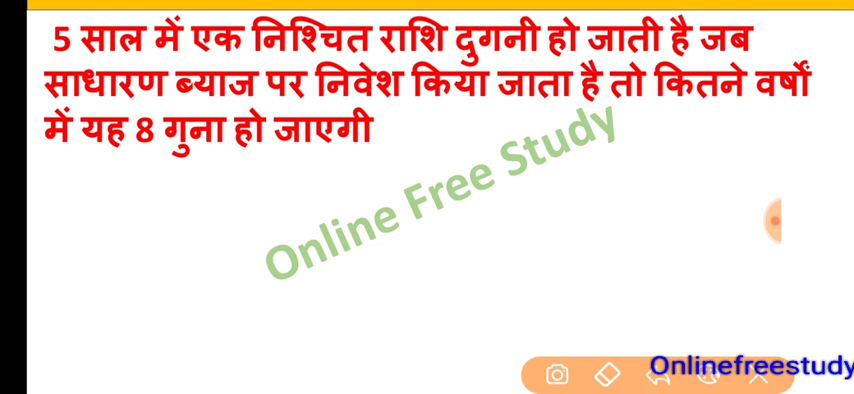 5 साल में एक निश्चित राशि दुगनी हो जाती है जब
साधारण ब्याज पर निवेश किया जाता है तो कितने वर्षों
में यह 8 गुना हो जाएगी
Online Free Study
Onlinefreestudy